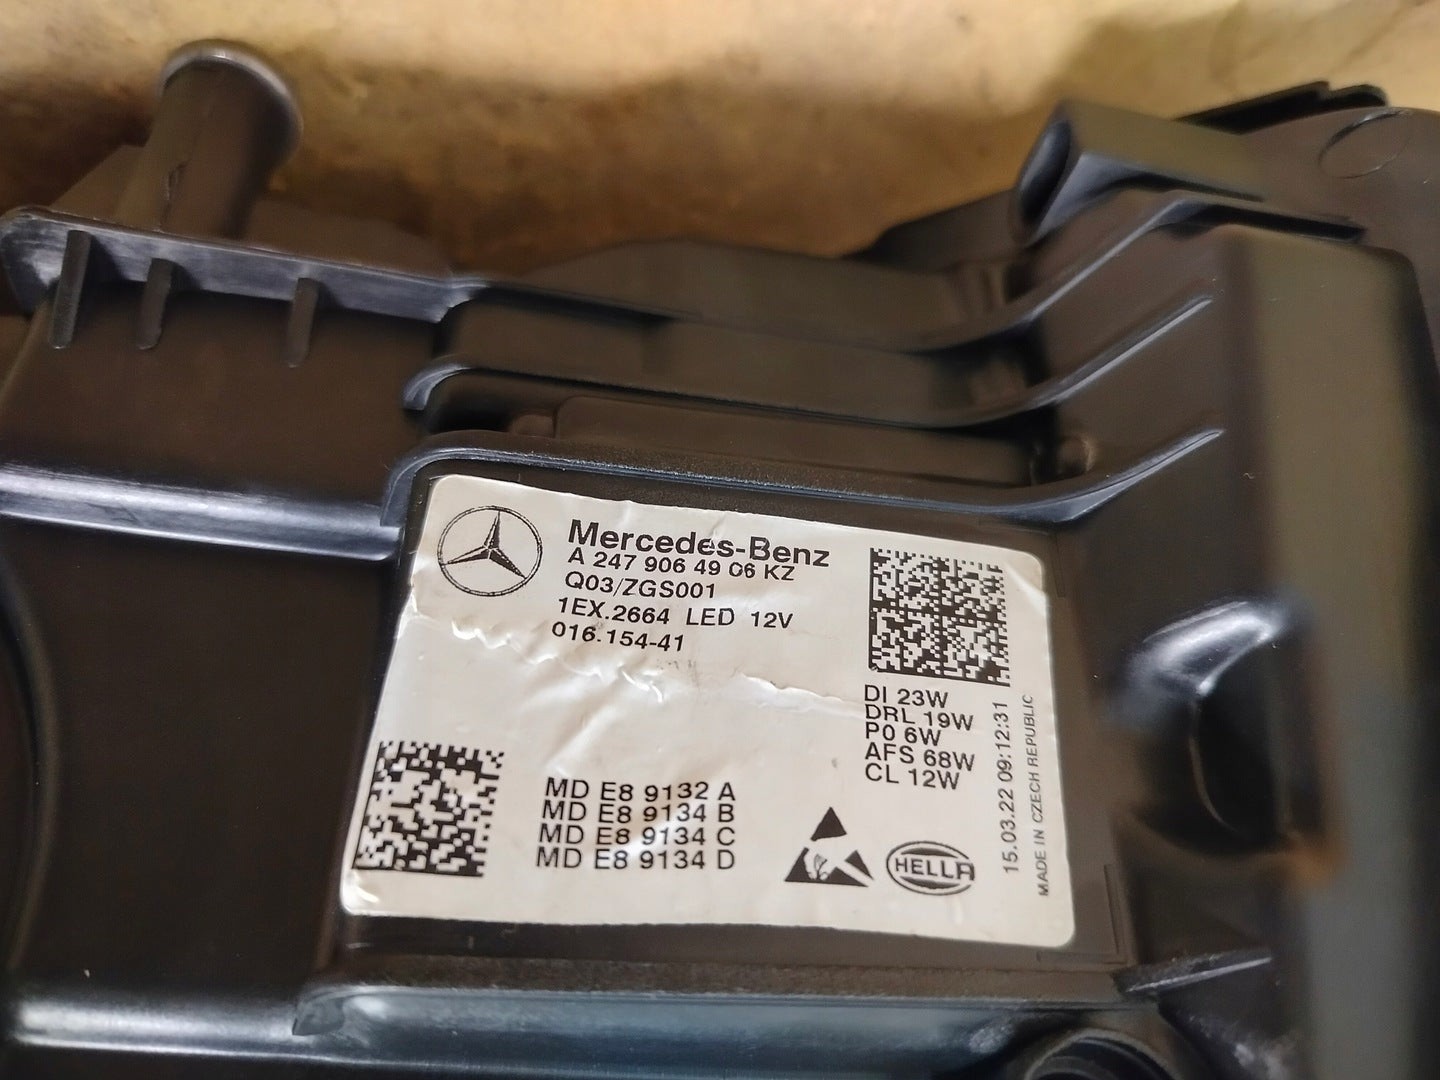 Mercedes-Benz
A 247 906 49 06 KZ
Q03/ZGS001
1EX.2664 LED 12V
016.154-41
DI 23W
DRL 19W
P0 6W
AFS 68W
CL 12W
15.03.22 09:12:31
MADE IN CZECH REPUBLIC
MD E8 9132 A
MD E8 9134 B
MD E8 9134 C
MD E8 9134 D
HELLA